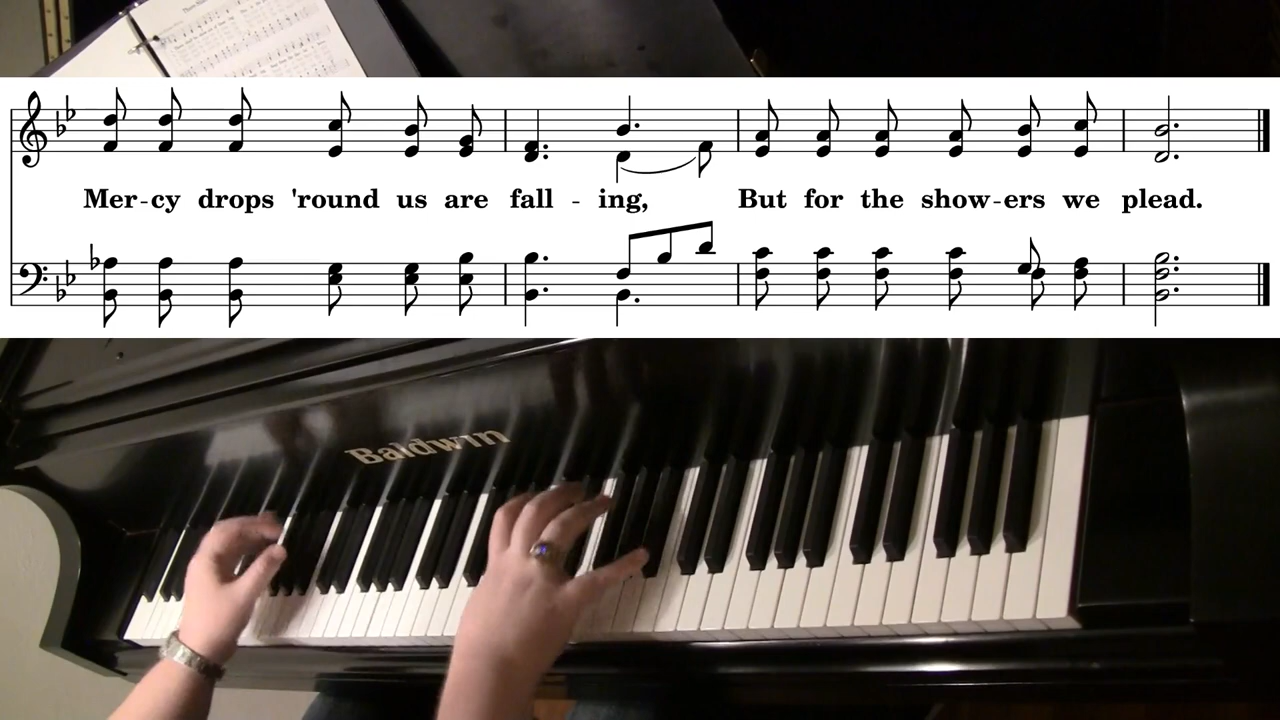 Mer-cy drops 'round us are fall - ing, But for the show-ers we plead.
Baldwin